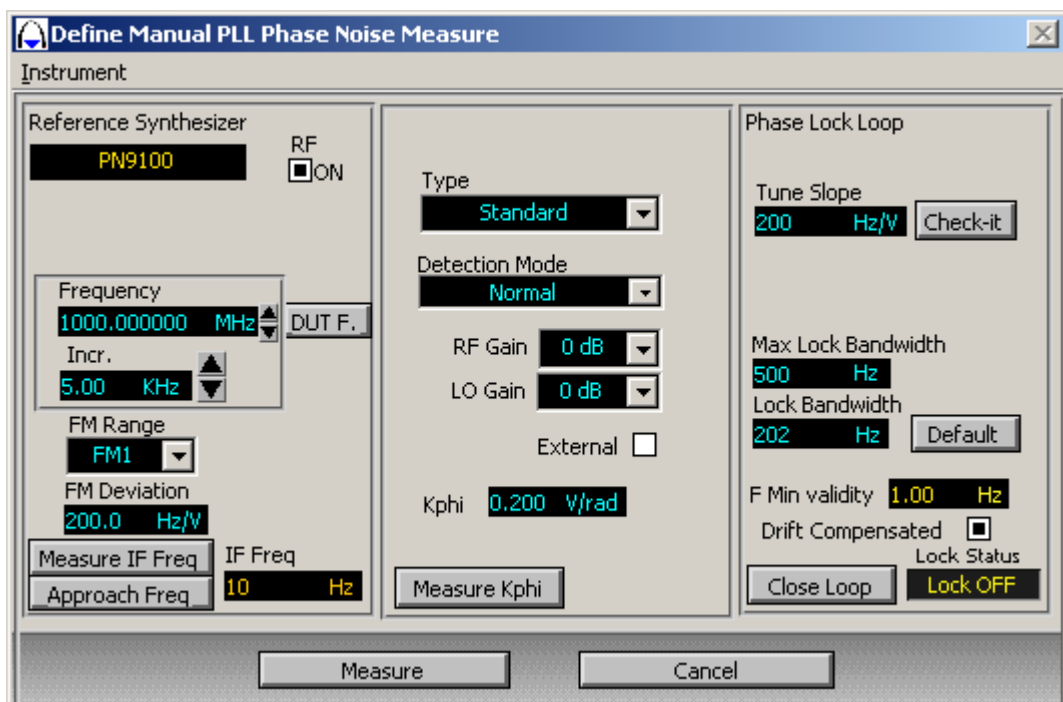 Define Manual PLL Phase Noise Measure
Instrument
Reference Synthesizer
PN9100
RF
ON
Frequency
1000.000000 MHz
DUT F.
Incr.
5.00 KHz
FM Range
FM1
FM Deviation
200.0 Hz/V
Measure IF Freq
Approach Freq
IF Freq
10 Hz
Type
Standard
Detection Mode
Normal
RF Gain 0 dB
LO Gain 0 dB
External
Kphi 0.200 V/rad
Measure Kphi
Phase Lock Loop
Tune Slope
200 Hz/V
Check-it
Max Lock Bandwidth
500 Hz
Lock Bandwidth
202 Hz
Default
F Min validity 1.00 Hz
Drift Compensated
Lock Status
Close Loop
Lock OFF
Measure
Cancel